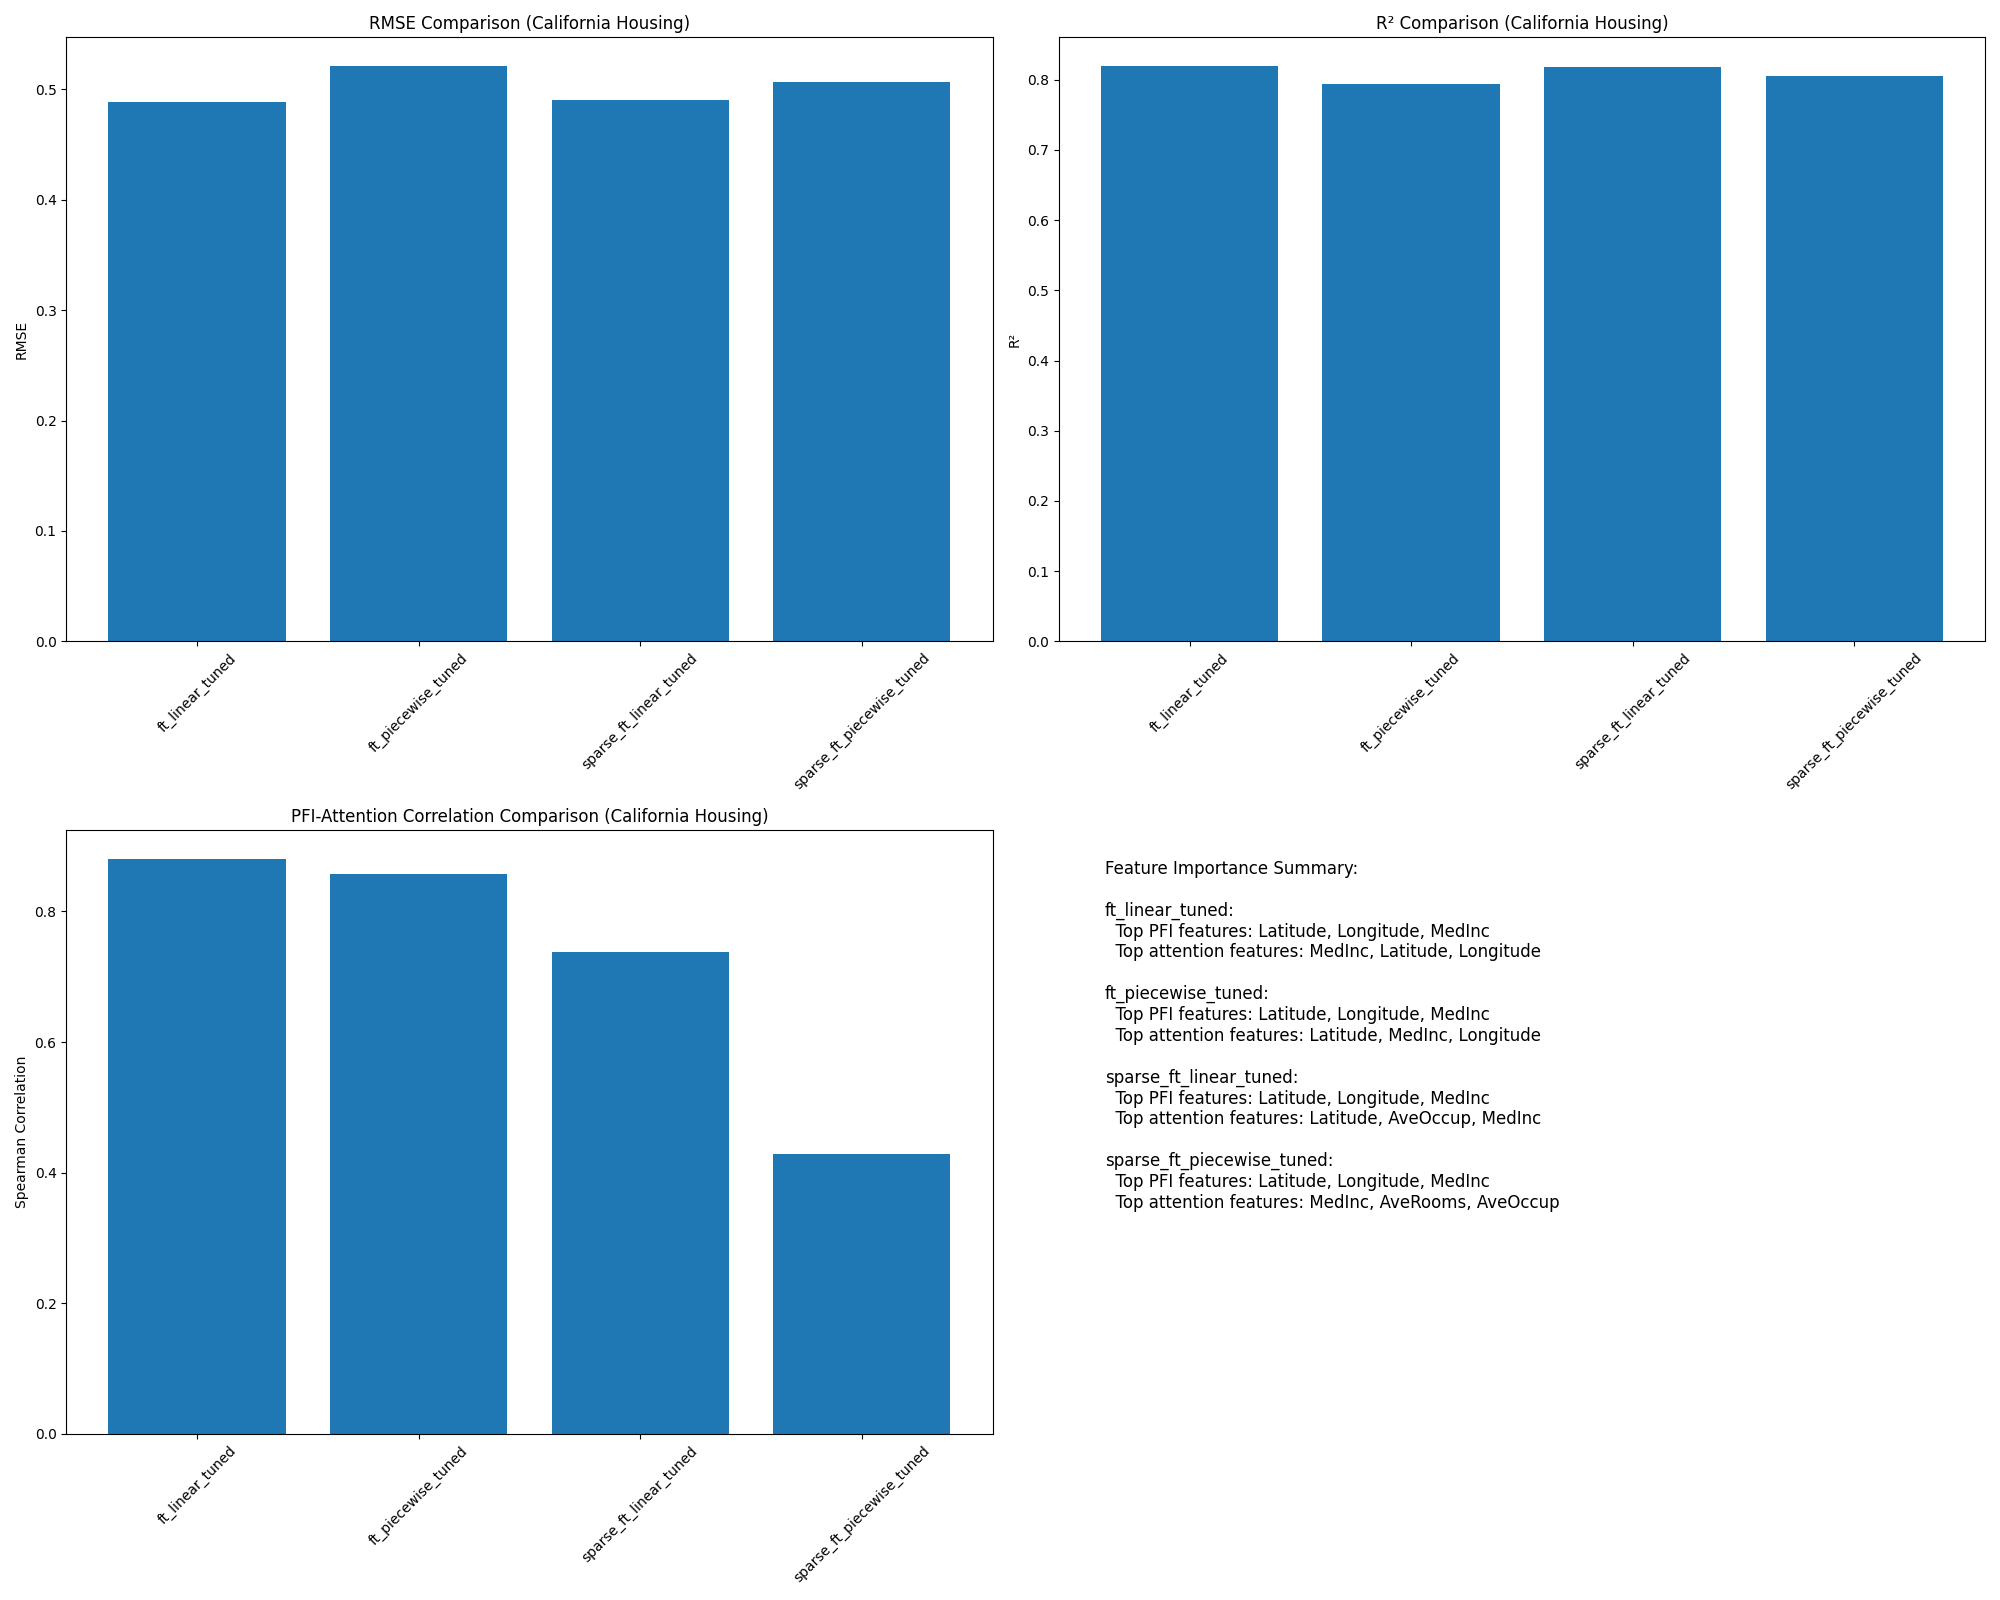 RMSE Comparison (California Housing)
RMSE
0.5
0.4
0.3
0.2
0.1
0.0
ft_linear_tuned
ft_piecewise_tuned
sparse_ft_linear_tuned
sparse_ft_piecewise_tuned
R² Comparison (California Housing)
R²
0.8
0.7
0.6
0.5
0.4
0.3
0.2
0.1
0.0
ft_linear_tuned
ft_piecewise_tuned
sparse_ft_linear_tuned
sparse_ft_piecewise_tuned
PFI-Attention Correlation Comparison (California Housing)
Spearman Correlation
0.8
0.6
0.4
0.2
0.0
ft_linear_tuned
ft_piecewise_tuned
sparse_ft_linear_tuned
sparse_ft_piecewise_tuned
Feature Importance Summary:
ft_linear_tuned:
Top PFI features: Latitude, Longitude, MedInc
Top attention features: MedInc, Latitude, Longitude
ft_piecewise_tuned:
Top PFI features: Latitude, Longitude, MedInc
Top attention features: Latitude, MedInc, Longitude
sparse_ft_linear_tuned:
Top PFI features: Latitude, Longitude, MedInc
Top attention features: Latitude, AveOccup, MedInc
sparse_ft_piecewise_tuned:
Top PFI features: Latitude, Longitude, MedInc
Top attention features: MedInc, AveRooms, AveOccup